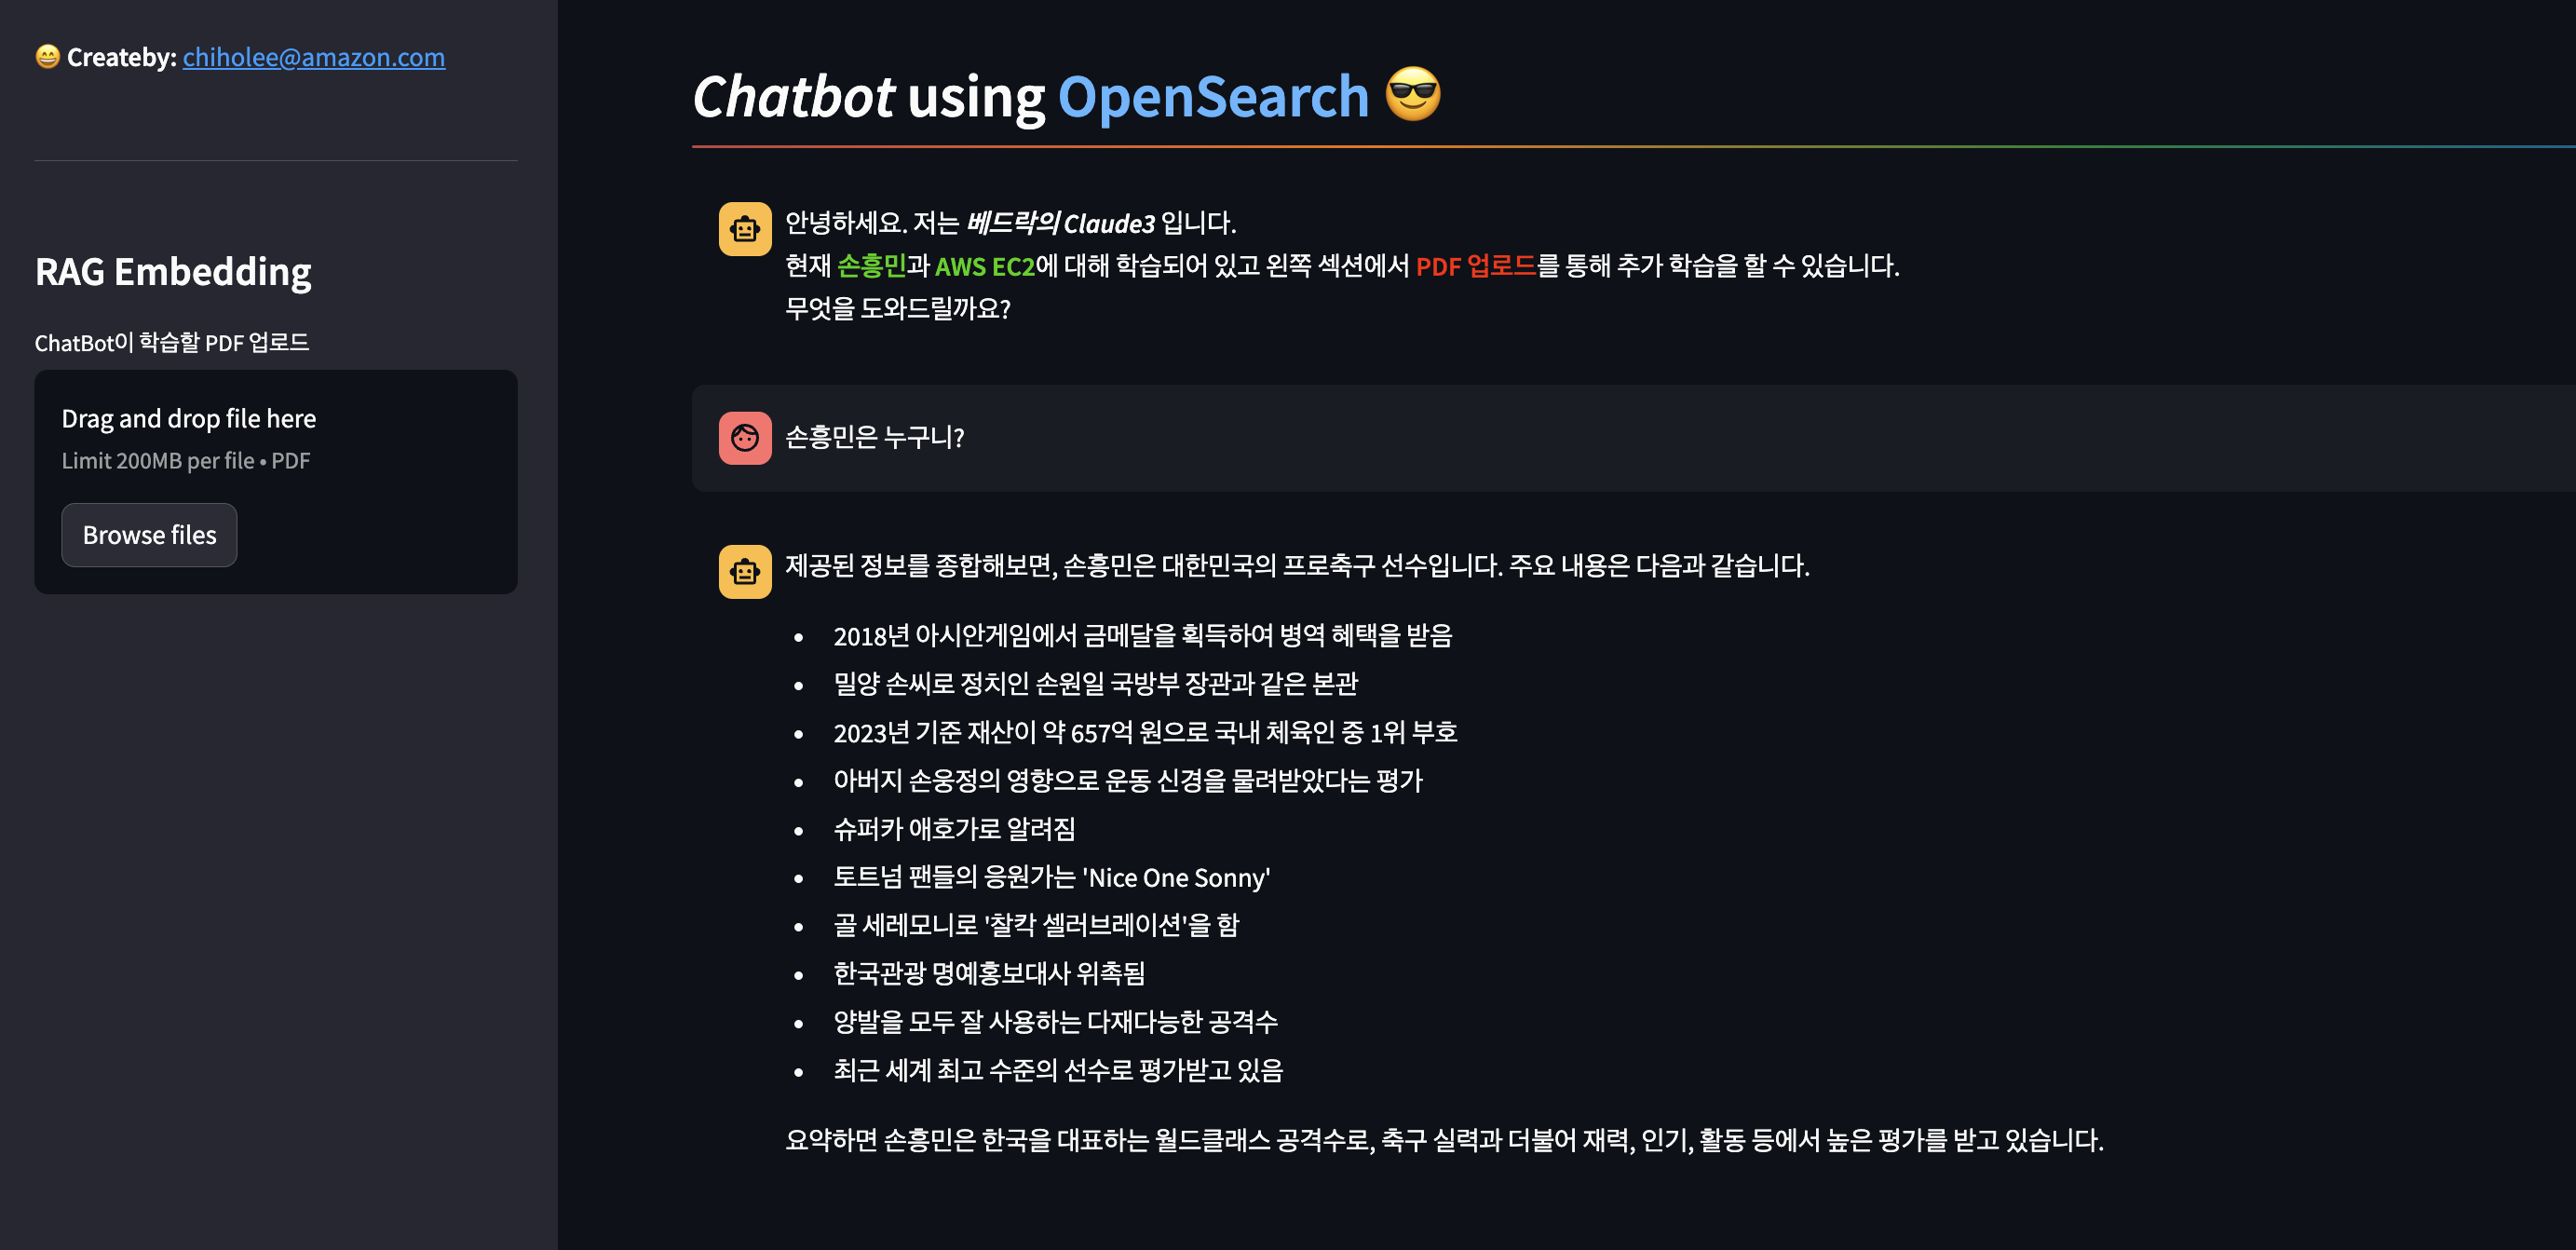 😄 Createby: chiholee@amazon.com
RAG Embedding
ChatBot이 학습할 PDF 업로드
Drag and drop file here
Limit 200MB per file • PDF
Browse files
Chatbot using OpenSearch 😎
안녕하세요. 저는 베드락의 Claude3 입니다.
현재 손흥민과 AWS EC2에 대해 학습되어 있고 왼쪽 섹션에서 PDF 업로드를 통해 추가 학습을 할 수 있습니다.
무엇을 도와드릴까요?
손흥민은 누구니?
제공된 정보를 종합해보면, 손흥민은 대한민국의 프로축구 선수입니다. 주요 내용은 다음과 같습니다.
• 2018년 아시안게임에서 금메달을 획득하여 병역 혜택을 받음
• 밀양 손씨로 정치인 손원일 국방부 장관과 같은 본관
• 2023년 기준 재산이 약 657억 원으로 국내 체육인 중 1위 부호
• 아버지 손웅정의 영향으로 운동 신경을 물려받았다는 평가
• 슈퍼카 애호가로 알려짐
• 토트넘 팬들의 응원가는 'Nice One Sonny'
• 골 세레모니로 '찰칵 셀러브레이션'을 함
• 한국관광 명예홍보대사 위촉됨
• 양발을 모두 잘 사용하는 다재다능한 공격수
• 최근 세계 최고 수준의 선수로 평가받고 있음
요약하면 손흥민은 한국을 대표하는 월드클래스 공격수로, 축구 실력과 더불어 재력, 인기, 활동 등에서 높은 평가를 받고 있습니다.